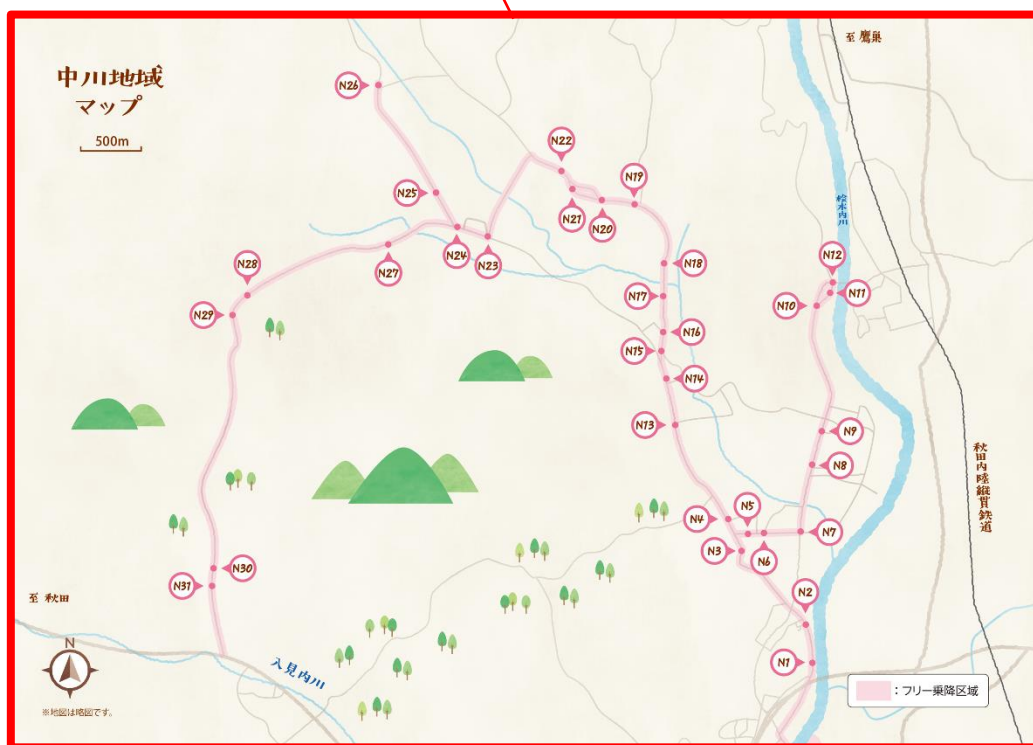 中川地域
マップ
500m
至 鷹巣
N26
N22
N25
N19
N21
N20
N24
N23
N27
N18
桧木内川
N12
N28
N17
N11
N10
N29
N16
N15
N14
N13
N9
N8
秋田内陸縦貫鉄道
N5
N4
N7
N3
N6
N30
N31
至 秋田
N2
N
入見内川
N1
：フリー乗降区域
※地図は略図です。